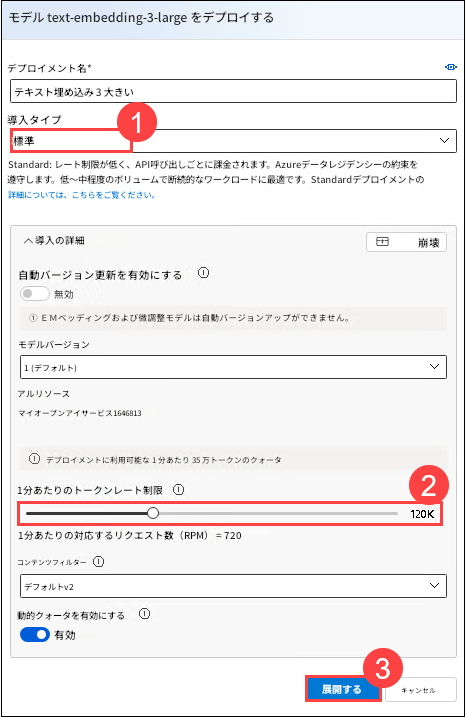 モデル text-embedding-3-large をデプロイする
デプロイメント名*
テキスト埋め込み３大きい
導入タイプ
1
標準
Standard: レート制限が低く、API呼び出しごとに課金されます。Azureデータレジデンシーの約束を
遵守します。低～中程度のボリュームで断続的なワークロードに最適です。Standardデプロイメントの
詳細については、こちらをご覧ください。
導入の詳細
崩壊
自動バージョン更新を有効にする
無効
ＥＭベッディングおよび微調整モデルは自動バージョンアップができません。
モデルバージョン
1 (デフォルト)
アルリソース
マイオープンアイサービス1646813
デプロイメントに利用可能な 1 分あたり 35 万トークンのクォータ
1分あたりのトークンレート制限
2
120K
1分あたりの対応するリクエスト数（RPM）＝720
コンテンツフィルター
デフォルトv2
動的クォータを有効にする
有効
3
展開する
キャンセル